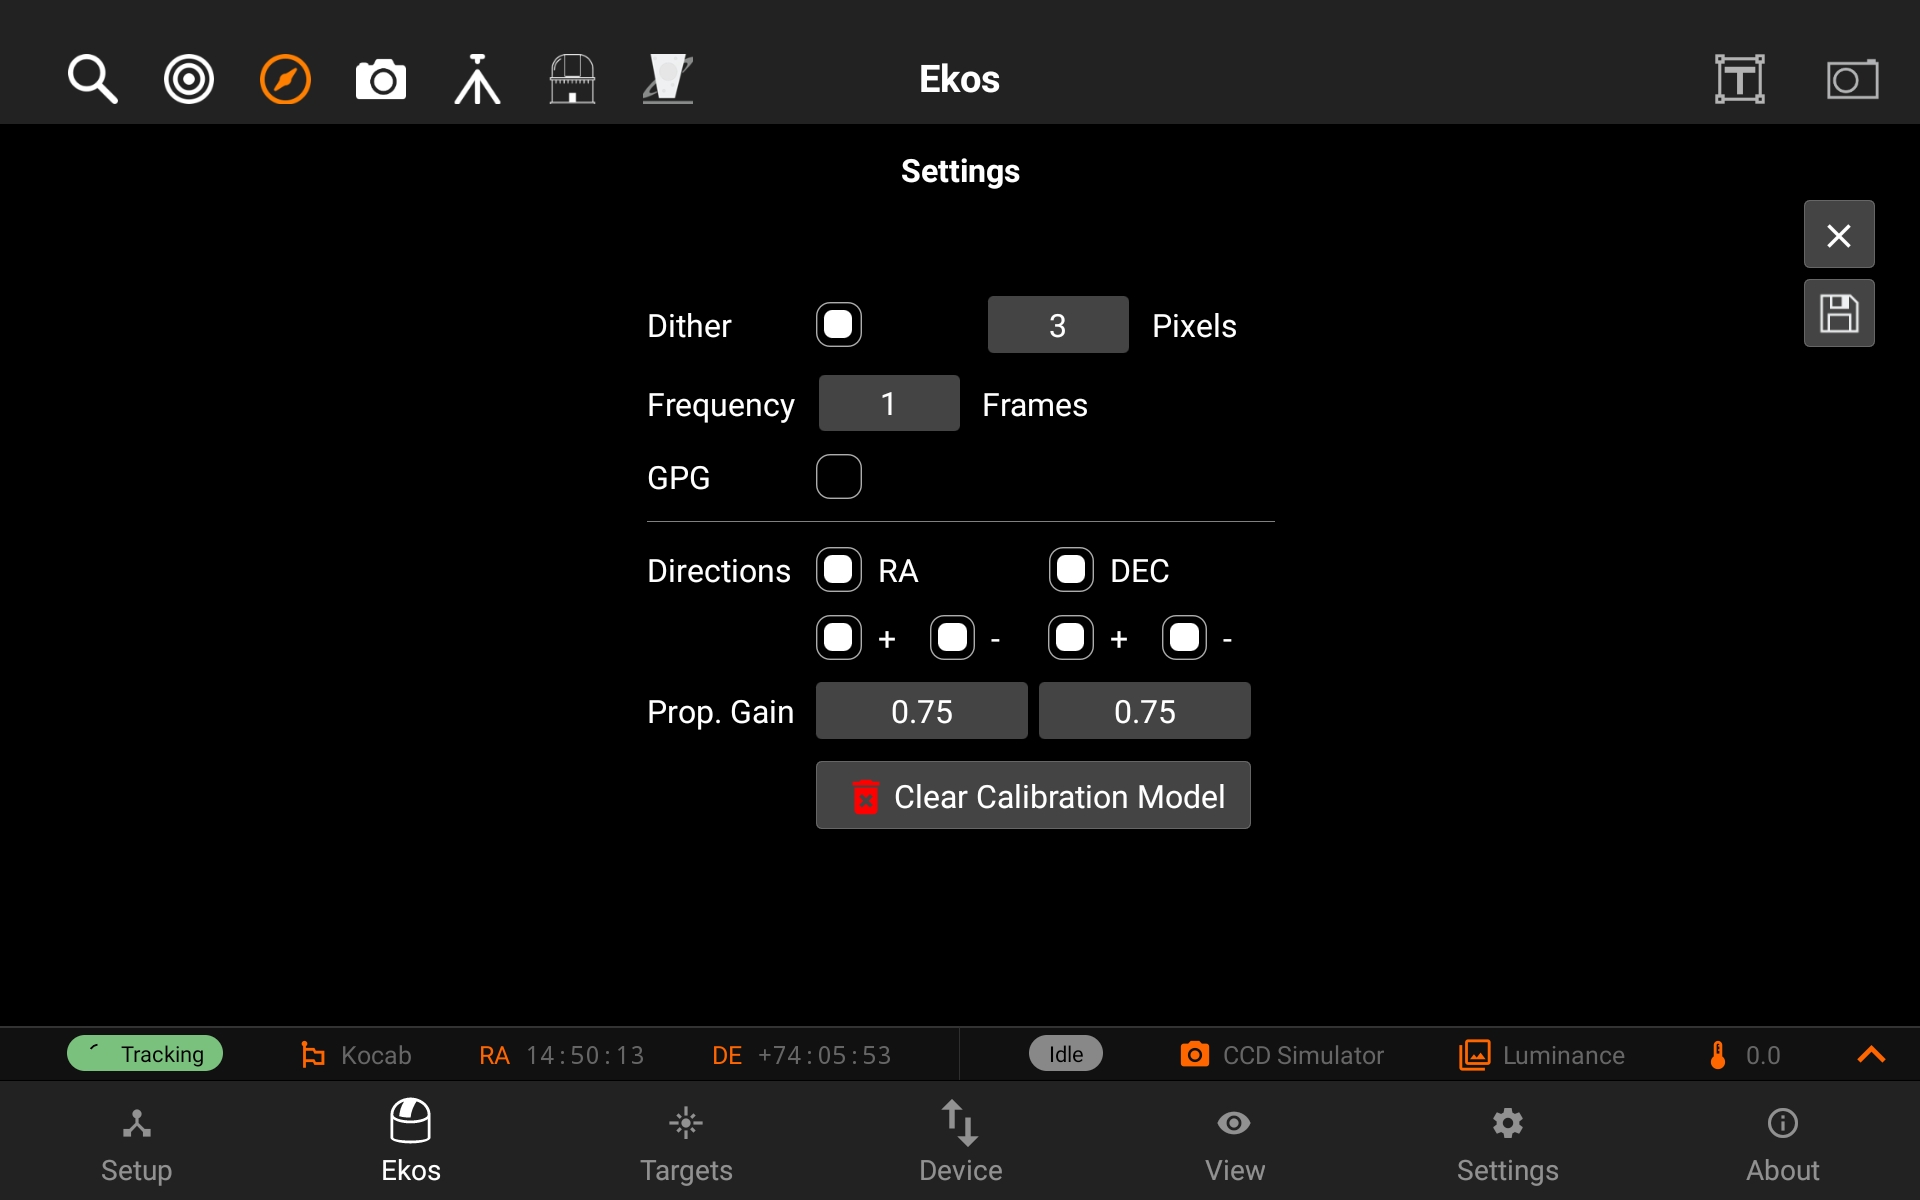 Ekos
Settings
Dither 3 Pixels
Frequency 1 Frames
GPG
Directions RA DEC
+ - + -
Prop. Gain 0.75 0.75
Clear Calibration Model
Tracking Kocab RA 14:50:13 DE +74:05:53 Idle CCD Simulator Luminance 0.0
Setup Ekos Targets Device View Settings About